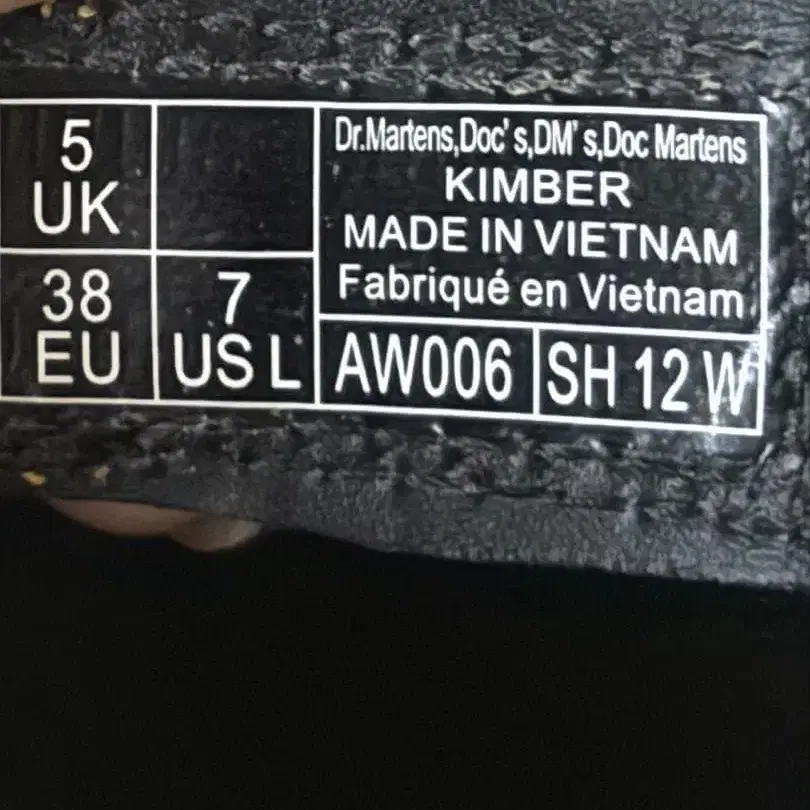 5
UK
38
EU
7
US L
Dr.Martens,Doc's,DM's,Doc Martens
KIMBER
MADE IN VIETNAM
Fabriqué en Vietnam
AW006
SH 12 W